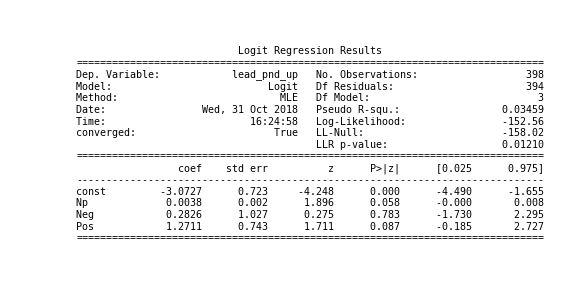 Logit Regression Results
==============================================================================
Dep. Variable: lead_pnd_up No. Observations: 398
Model: Logit Df Residuals: 394
Method: MLE Df Model: 3
Date: Wed, 31 Oct 2018 Pseudo R-squ.: 0.03459
Time: 16:24:58 Log-Likelihood: -152.56
converged: True LL-Null: -158.02
LLR p-value: 0.01210
==============================================================================
coef std err z P>|z| [0.025 0.975]
------------------------------------------------------------------------------
const -3.0727 0.723 -4.248 0.000 -4.490 -1.655
Np 0.0038 0.002 1.896 0.058 -0.000 0.008
Neg 0.2826 1.027 0.275 0.783 -1.730 2.295
Pos 1.2711 0.743 1.711 0.087 -0.185 2.727
==============================================================================